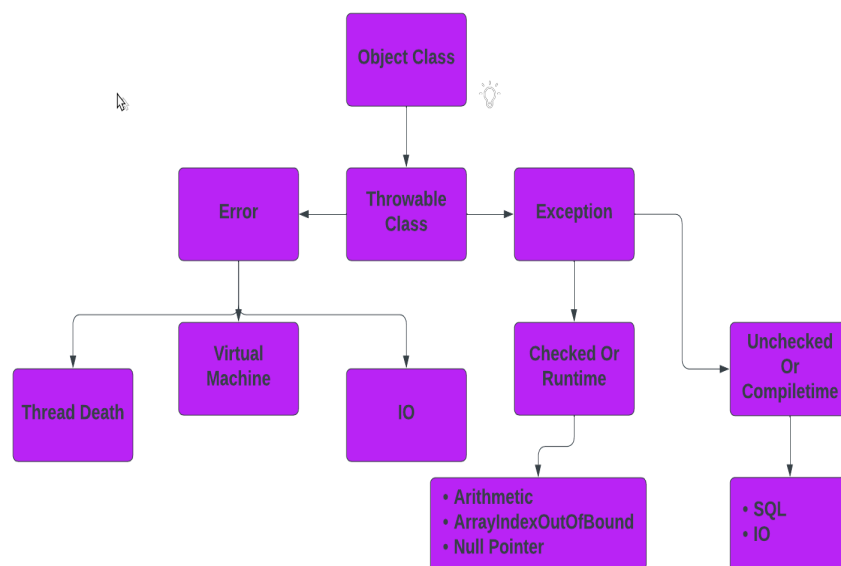 Object Class
Error
Throwable
Class
Exception
Thread Death
Virtual
Machine
IO
Checked Or
Runtime
Unchecked
Or
Compiletime
• Arithmetic
• ArrayIndexOutOfBound
• Null Pointer
• SQL
• IO